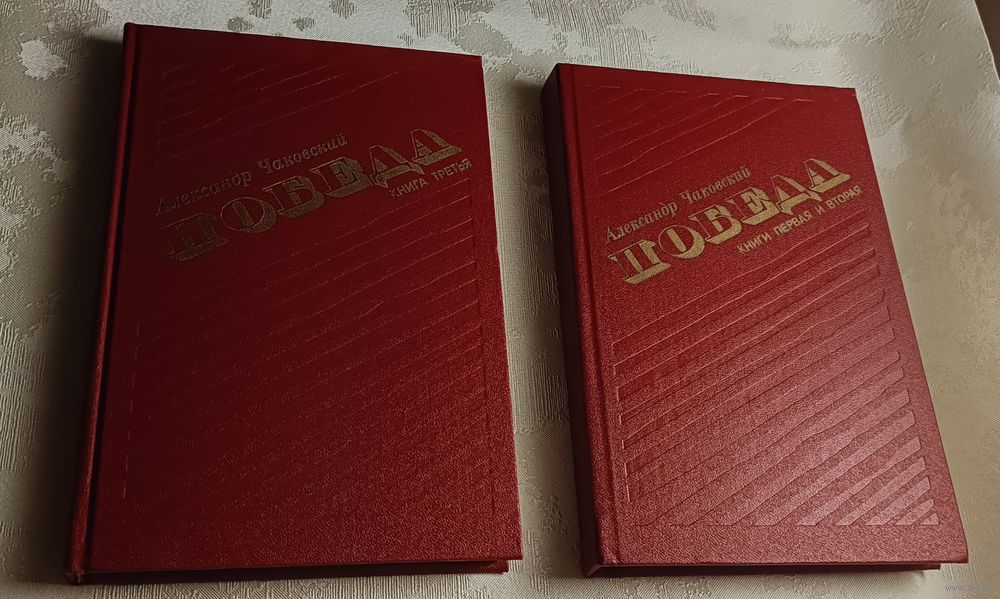 Александр Чаковский
ПОБЕДА
КНИГА ТРЕТЬЯ
Александр Чаковский
ПОБЕДА
КНИГИ ПЕРВАЯ И ВТОРАЯ